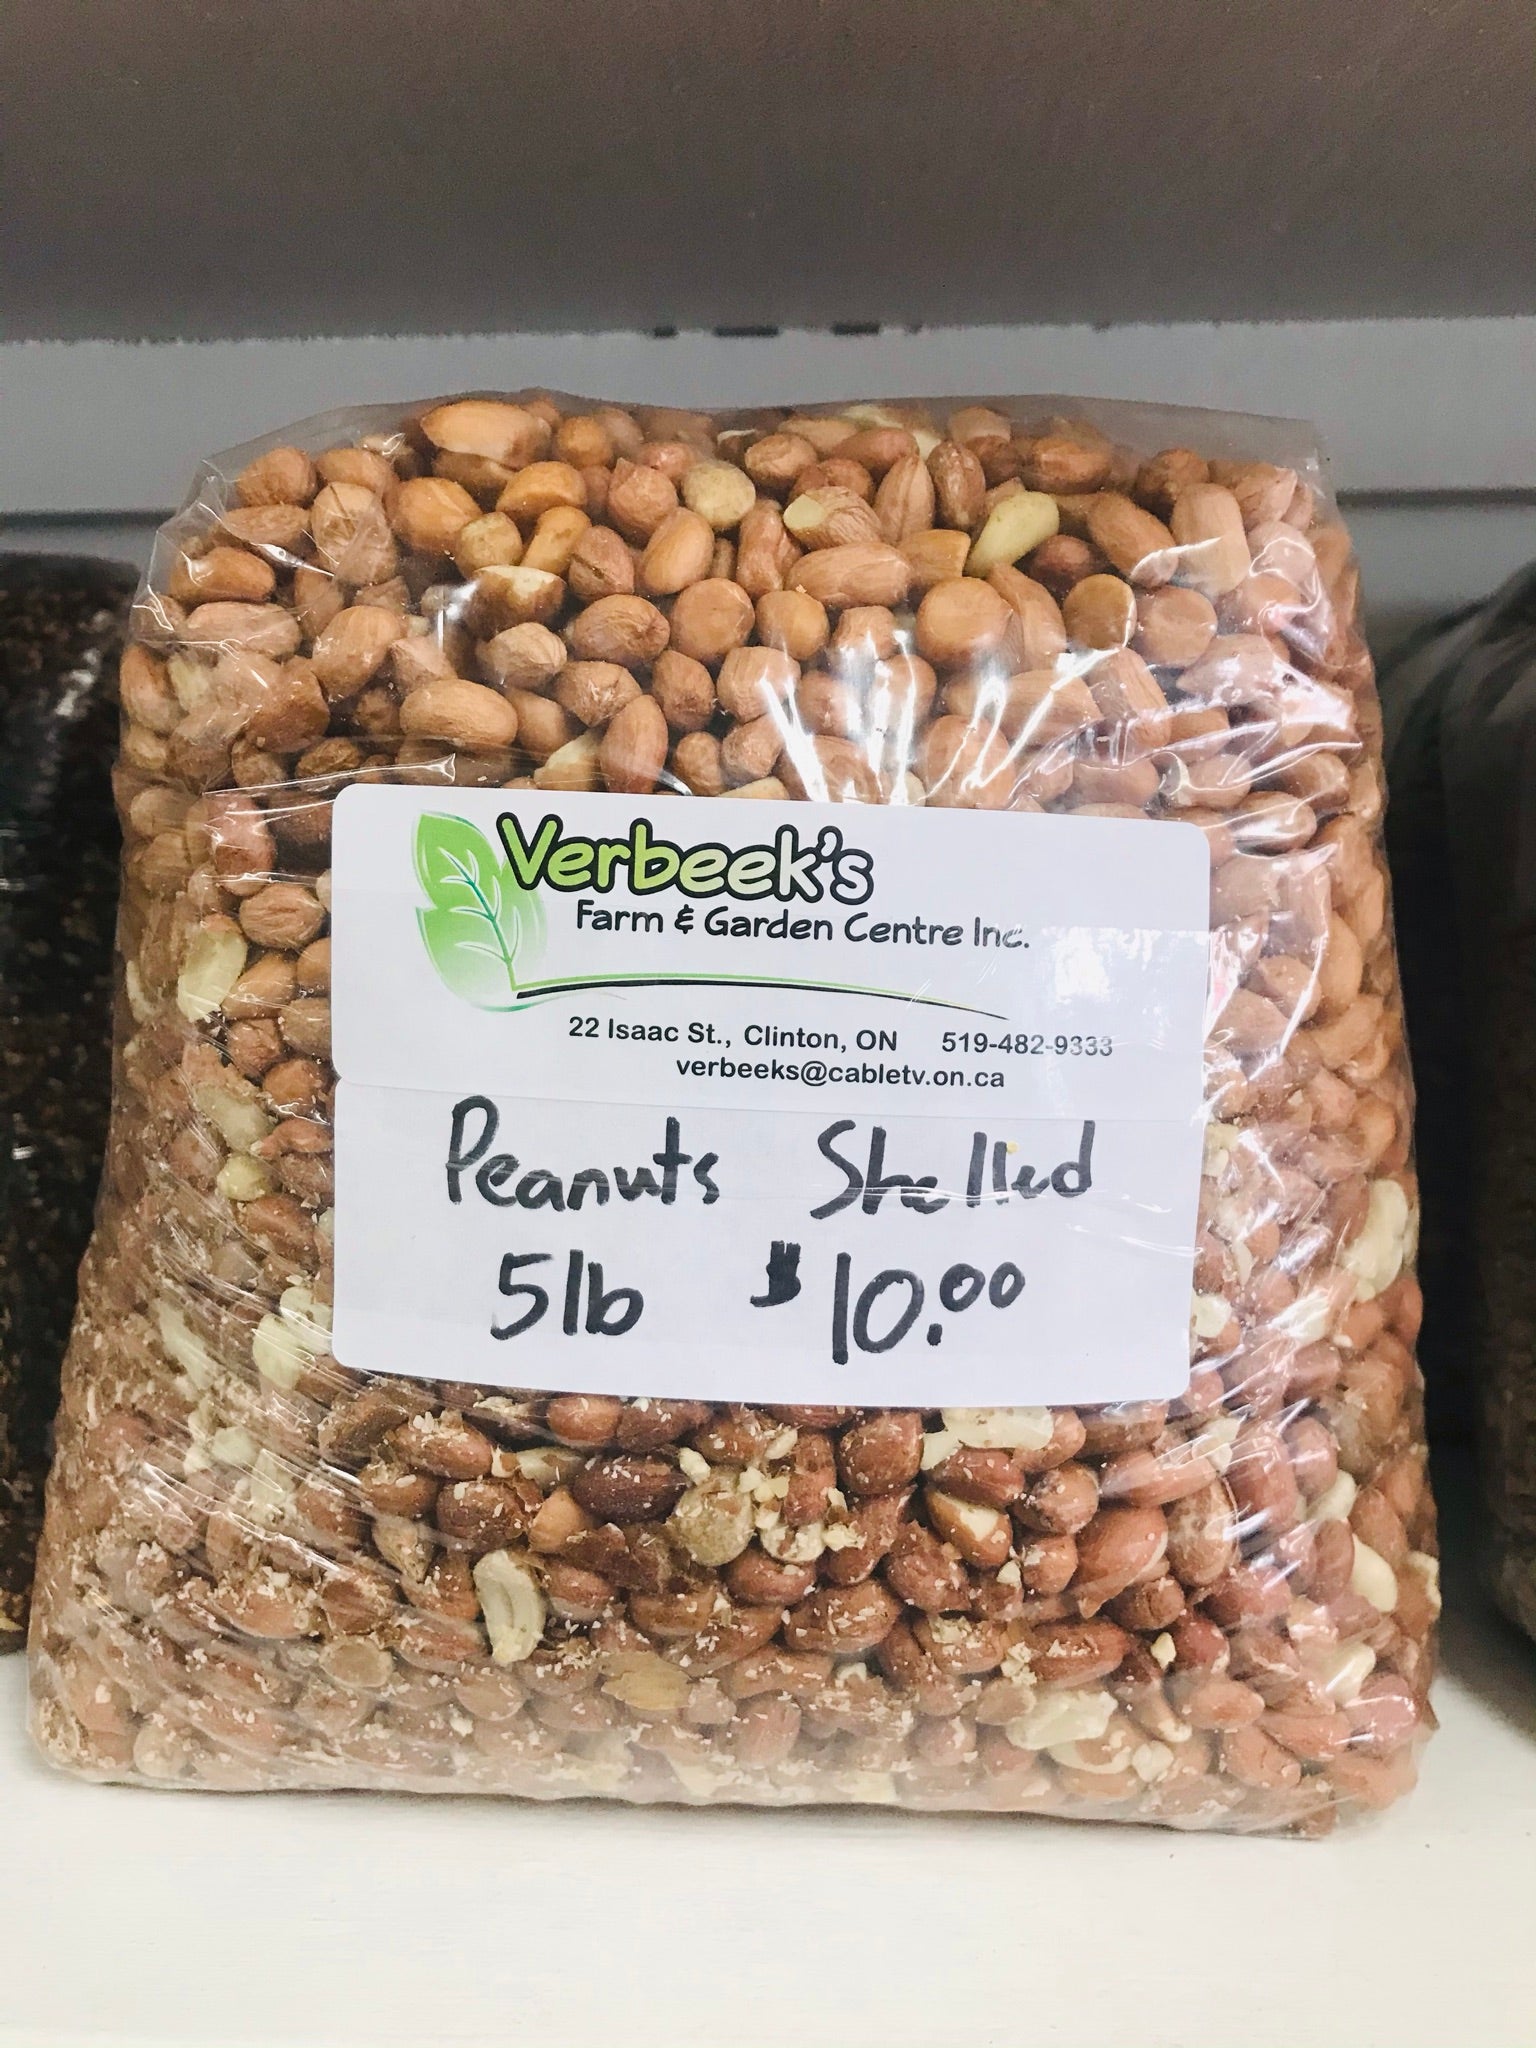 Verbeek's
Farm & Garden Centre Inc.
22 Isaac St., Clinton, ON 519-482-9333
verbeeks@cabletv.on.ca
Peanuts Shelled
5lb $10.00